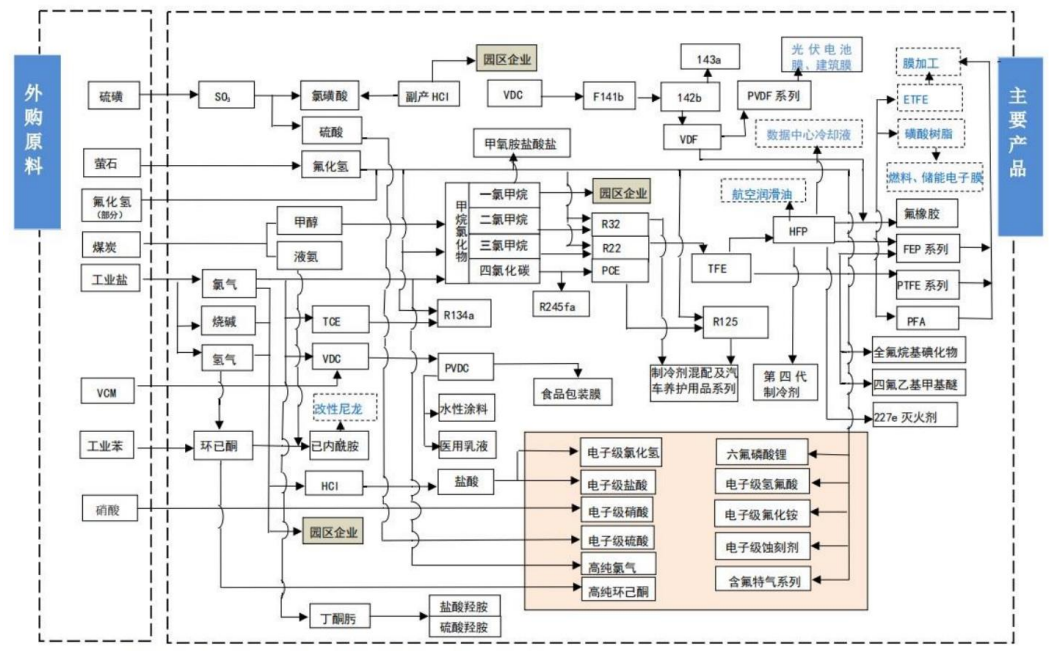 外购原料
硫磺
萤石
氟化氢
(部分)
煤炭
工业盐
VCM
工业苯
硝酸
SO₃
氯磺酸
副产 HCl
园区企业
硫酸
氟化氢
VDC
F141b
142b
143a
VDF
PVDF 系列
光伏电池
膜、建筑膜
数据中心冷却液
甲氧胺盐酸盐
甲醇
液氨
甲烷氯化物
一氯甲烷
二氯甲烷
三氯甲烷
四氯化碳
园区企业
R32
R22
PCE
R245fa
航空润滑油
HFP
TFE
R125
氯气
烧碱
氢气
TCE
R134a
VDC
PVDC
食品包装膜
制冷剂混配及汽
车养护用品系列
第四代
制冷剂
改性尼龙
水性涂料
医用乳液
环己酮
已内酰胺
HCl
盐酸
园区企业
丁酮肟
盐酸羟胺
硫酸羟胺
电子级氯化氢
电子级盐酸
电子级硝酸
电子级硫酸
高纯氯气
高纯环己酮
六氟磷酸锂
电子级氢氟酸
电子级氟化铵
电子级蚀刻剂
含氟特气系列
膜加工
ETFE
磺酸树脂
燃料、储能电子膜
氟橡胶
FEP 系列
PTFE 系列
PFA
全氟烷基碘化物
四氟乙基甲基醚
227e 灭火剂
主要产品